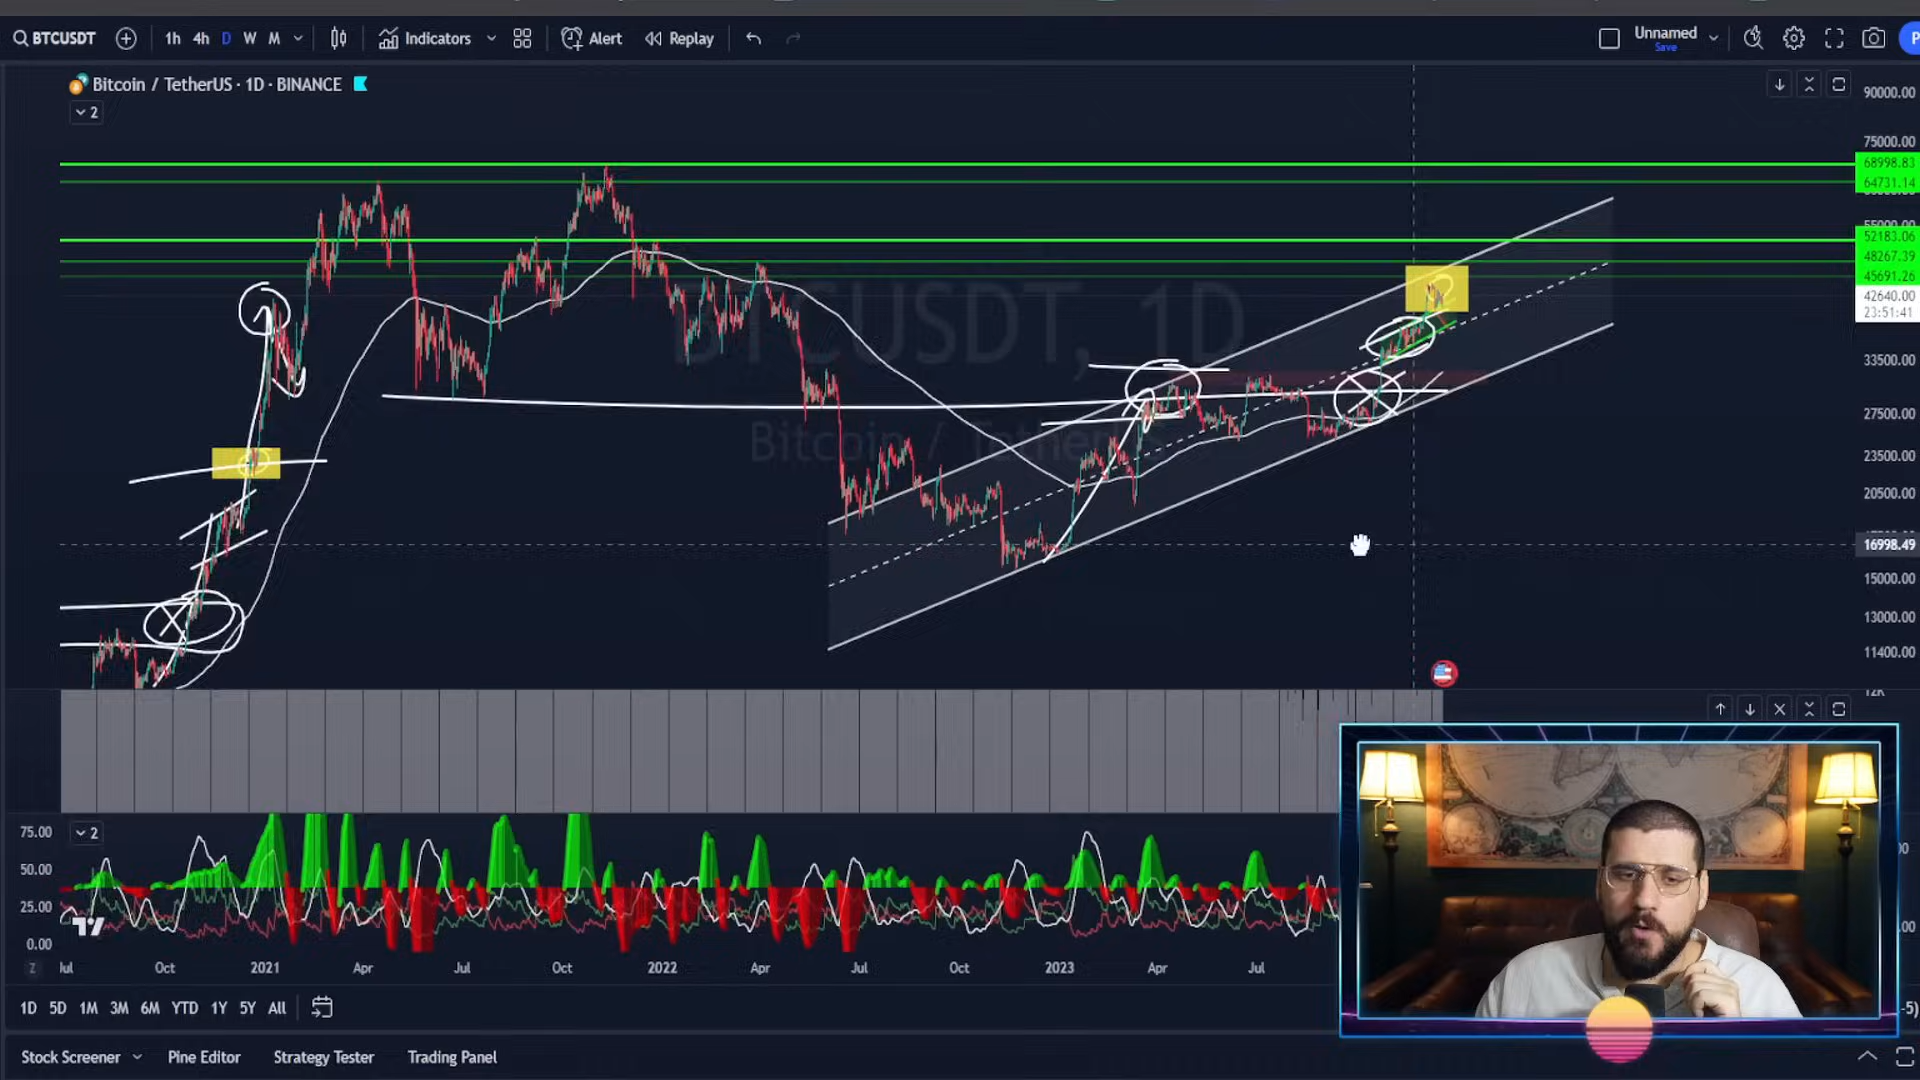 BTCUSDT 1h 4h D W M Indicators Alert Replay Unnamed
Save
Bitcoin / TetherUS · 1D · BINANCE
2
90000.00
75000.00
68998.83
64731.14
55000.00
52183.06
48267.39
45691.26
42640.00
23:51:41
33500.00
27500.00
23500.00
20500.00
16998.49
15000.00
13000.00
11400.00
BTCUSDT, 1D
Bitcoin / TetherUS
12K
75.00 2
50.00
25.00
0.00
Z Jul Oct 2021 Apr Jul Oct 2022 Apr Jul Oct 2023 Apr Jul
1D 5D 1M 3M 6M YTD 1Y 5Y All
-5)
Stock Screener Pine Editor Strategy Tester Trading Panel